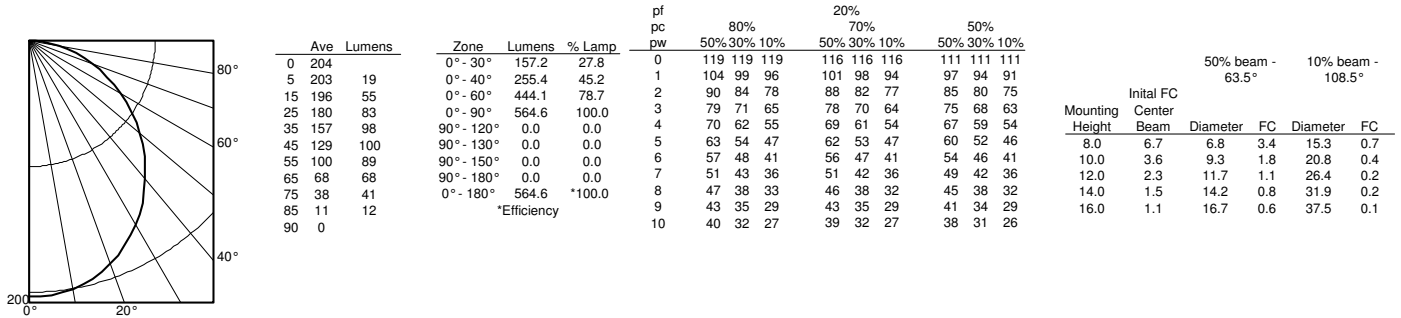 80°
60°
40°
200
0° 20°
Ave Lumens
0 204
5 203 19
15 196 55
25 180 83
35 157 98
45 129 100
55 100 89
65 68 68
75 38 41
85 11 12
90 0
Zone Lumens % Lamp
0° - 30° 157.2 27.8
0° - 40° 255.4 45.2
0° - 60° 444.1 78.7
0° - 90° 564.6 100.0
90° - 120° 0.0 0.0
90° - 130° 0.0 0.0
90° - 150° 0.0 0.0
90° - 180° 0.0 0.0
0° - 180° 564.6 *100.0
*Efficiency
pf 20%
pc 80% 70% 50%
pw 50% 30% 10% 50% 30% 10% 50% 30% 10%
0 119 119 119 116 116 116 111 111 111
1 104 99 96 101 98 94 97 94 91
2 90 84 78 88 82 77 85 80 75
3 79 71 65 78 70 64 75 68 63
4 70 62 55 69 61 54 67 59 54
5 63 54 47 62 53 47 60 52 46
6 57 48 41 56 47 41 54 46 41
7 51 43 36 51 42 36 49 42 36
8 47 38 33 46 38 32 45 38 32
9 43 35 29 43 35 29 41 34 29
10 40 32 27 39 32 27 38 31 26
50% beam - 10% beam -
63.5° 108.5°
Inital FC
Mounting Center
Height Beam Diameter FC Diameter FC
8.0 6.7 6.8 3.4 15.3 0.7
10.0 3.6 9.3 1.8 20.8 0.4
12.0 2.3 11.7 1.1 26.4 0.2
14.0 1.5 14.2 0.8 31.9 0.2
16.0 1.1 16.7 0.6 37.5 0.1